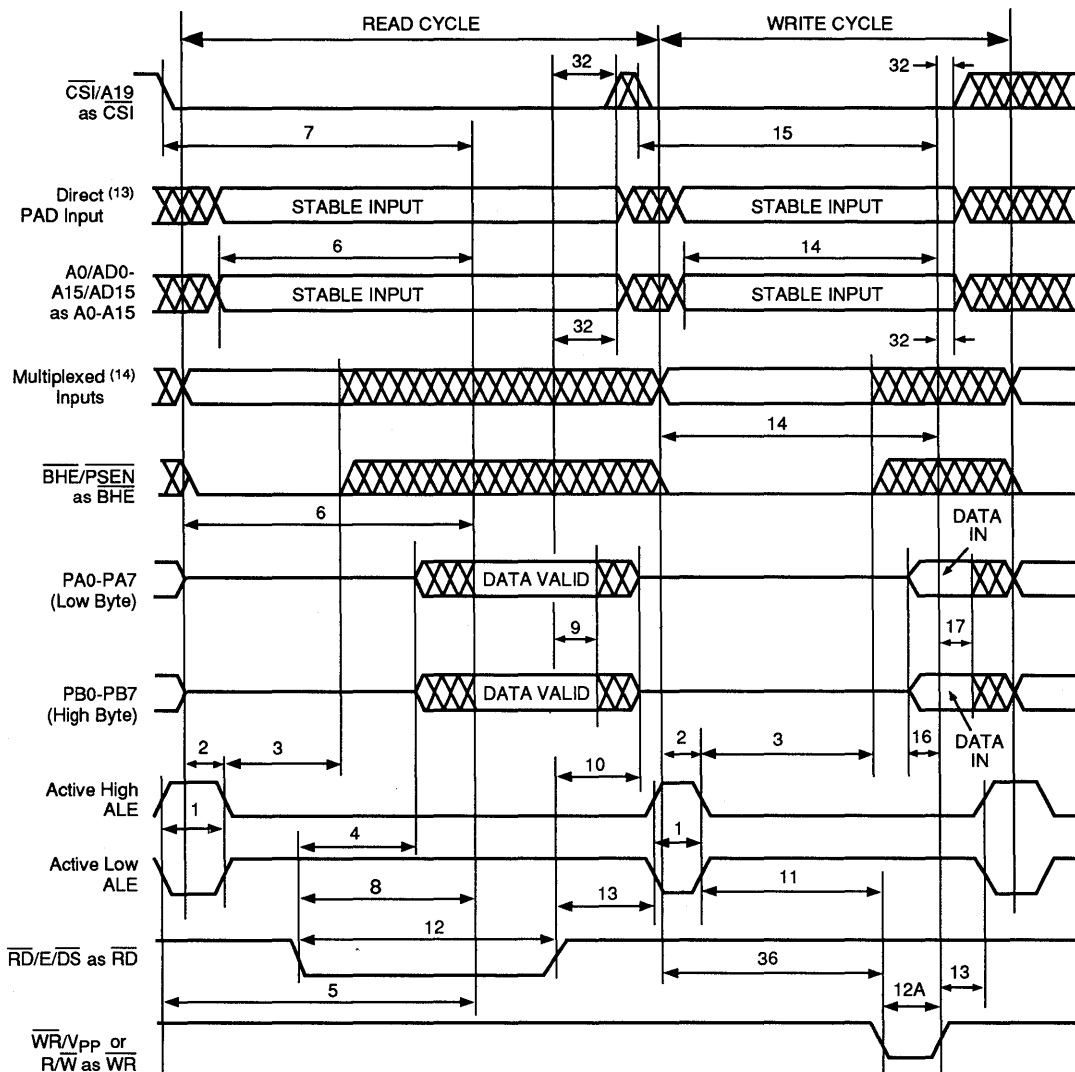 READ CYCLE WRITE CYCLE
32 32
CSI/A19
as CSI
7 15
Direct (13)
PAD Input
STABLE INPUT STABLE INPUT
6 14
A0/AD0-
A15/AD15
as A0-A15
STABLE INPUT STABLE INPUT
32 32
Multiplexed (14)
Inputs
14
BHE/PSEN
as BHE
6
DATA
IN
PA0-PA7
(Low Byte)
DATA VALID
9 17
PB0-PB7
(High Byte)
DATA VALID
DATA
IN
2 3 10 2 3 16
Active High
ALE
1 4 1
Active Low
ALE
8 13 11
12
RD/E/DS as RD
36
5 12A 13
WR/VPP or
R/W as WR